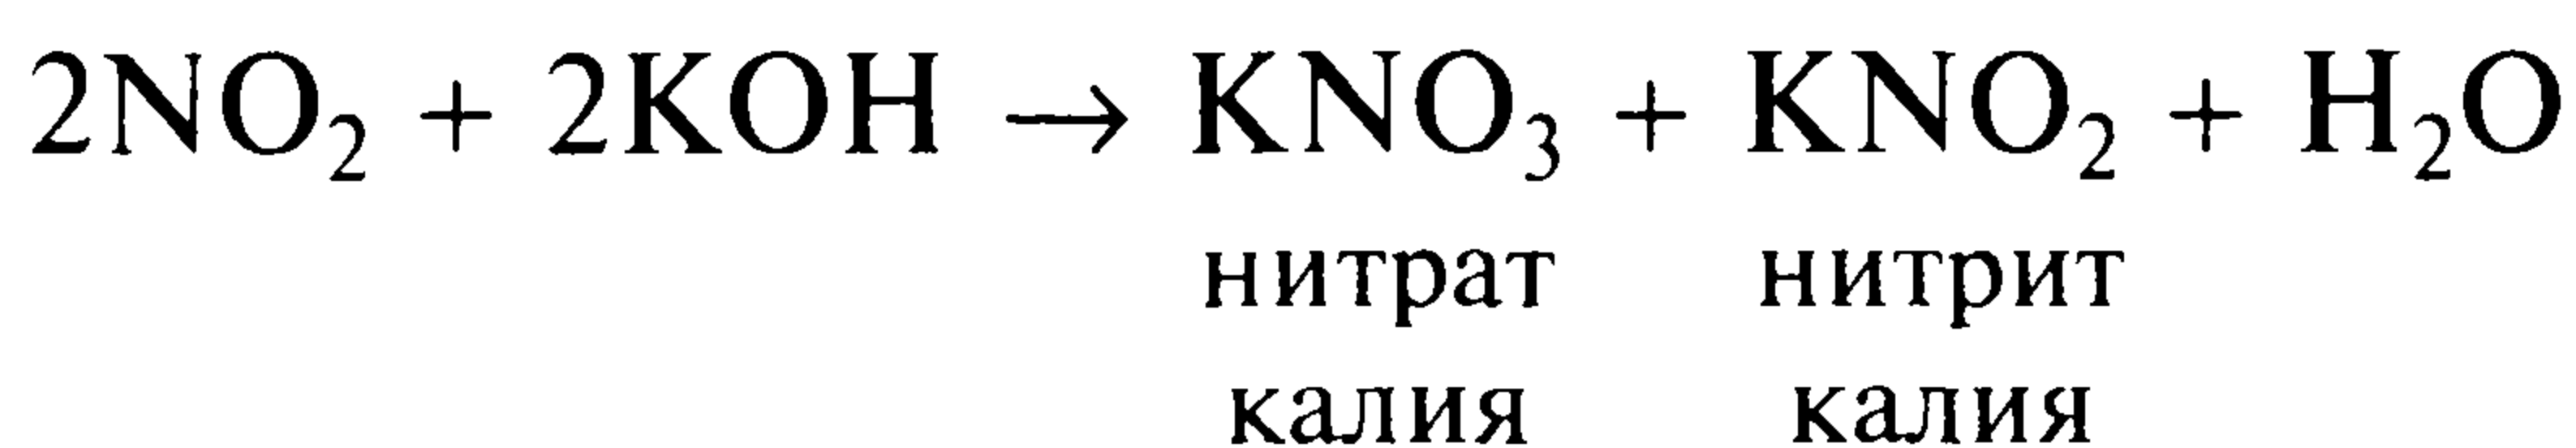 2NO₂ + 2KOH → KNO₃ + KNO₂ + H₂O
нитрат нитрит
калия калия